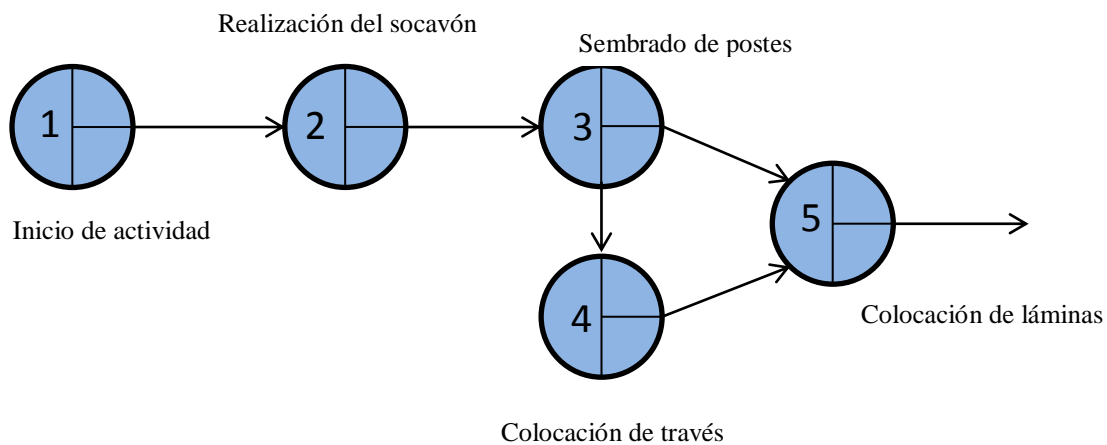 Realización del socavón
Sembrado de postes
1
2
3
Inicio de actividad
5
4
Colocación de láminas
Colocación de través